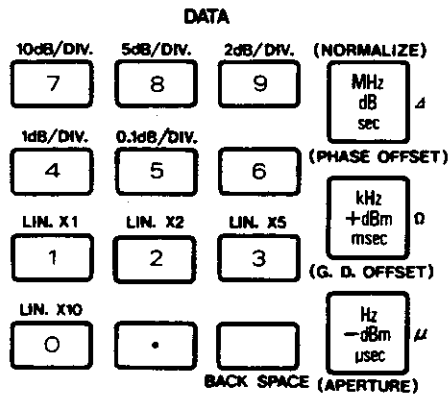 DATA
10dB/DIV. 5dB/DIV. 2dB/DIV. (NORMALIZE)
7 8 9 MHz
dB
sec
⊿
1dB/DIV. 0.1dB/DIV. (PHASE OFFSET)
4 5 6
LIN. X1 LIN. X2 LIN. X5
kHz
+dBm
msec
Ω
1 2 3 (G. D. OFFSET)
LIN. X10
0 .
Hz
−dBm
μsec
μ
BACK SPACE (APERTURE)